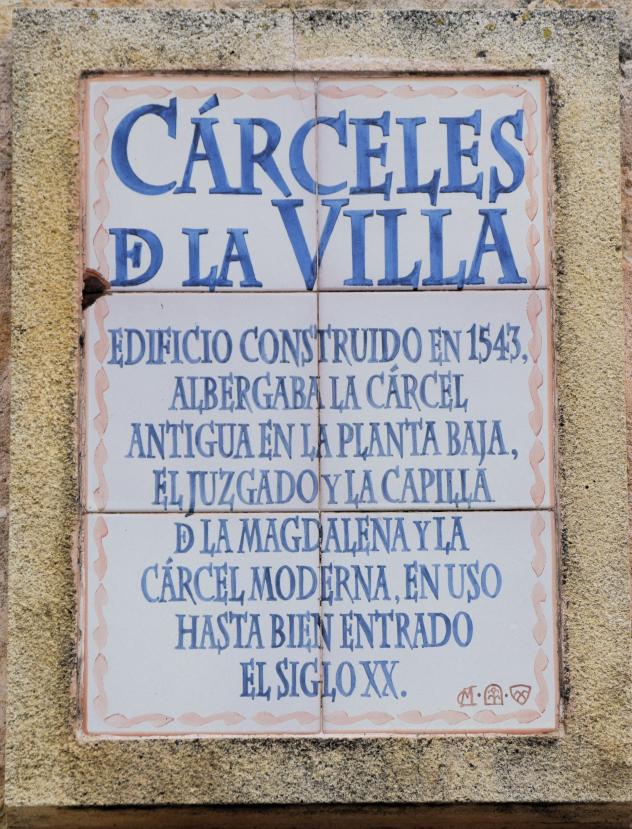 CÁRCELES
DE LA VILLA
EDIFICIO CONSTRUIDO EN 1543,
ALBERGABA LA CÁRCEL
ANTIGUA EN LA PLANTA BAJA,
EL JUZGADO Y LA CAPILLA
D LA MAGDALENA Y LA
CÁRCEL MODERNA, EN USO
HASTA BIEN ENTRADO
EL SIGLO XX.